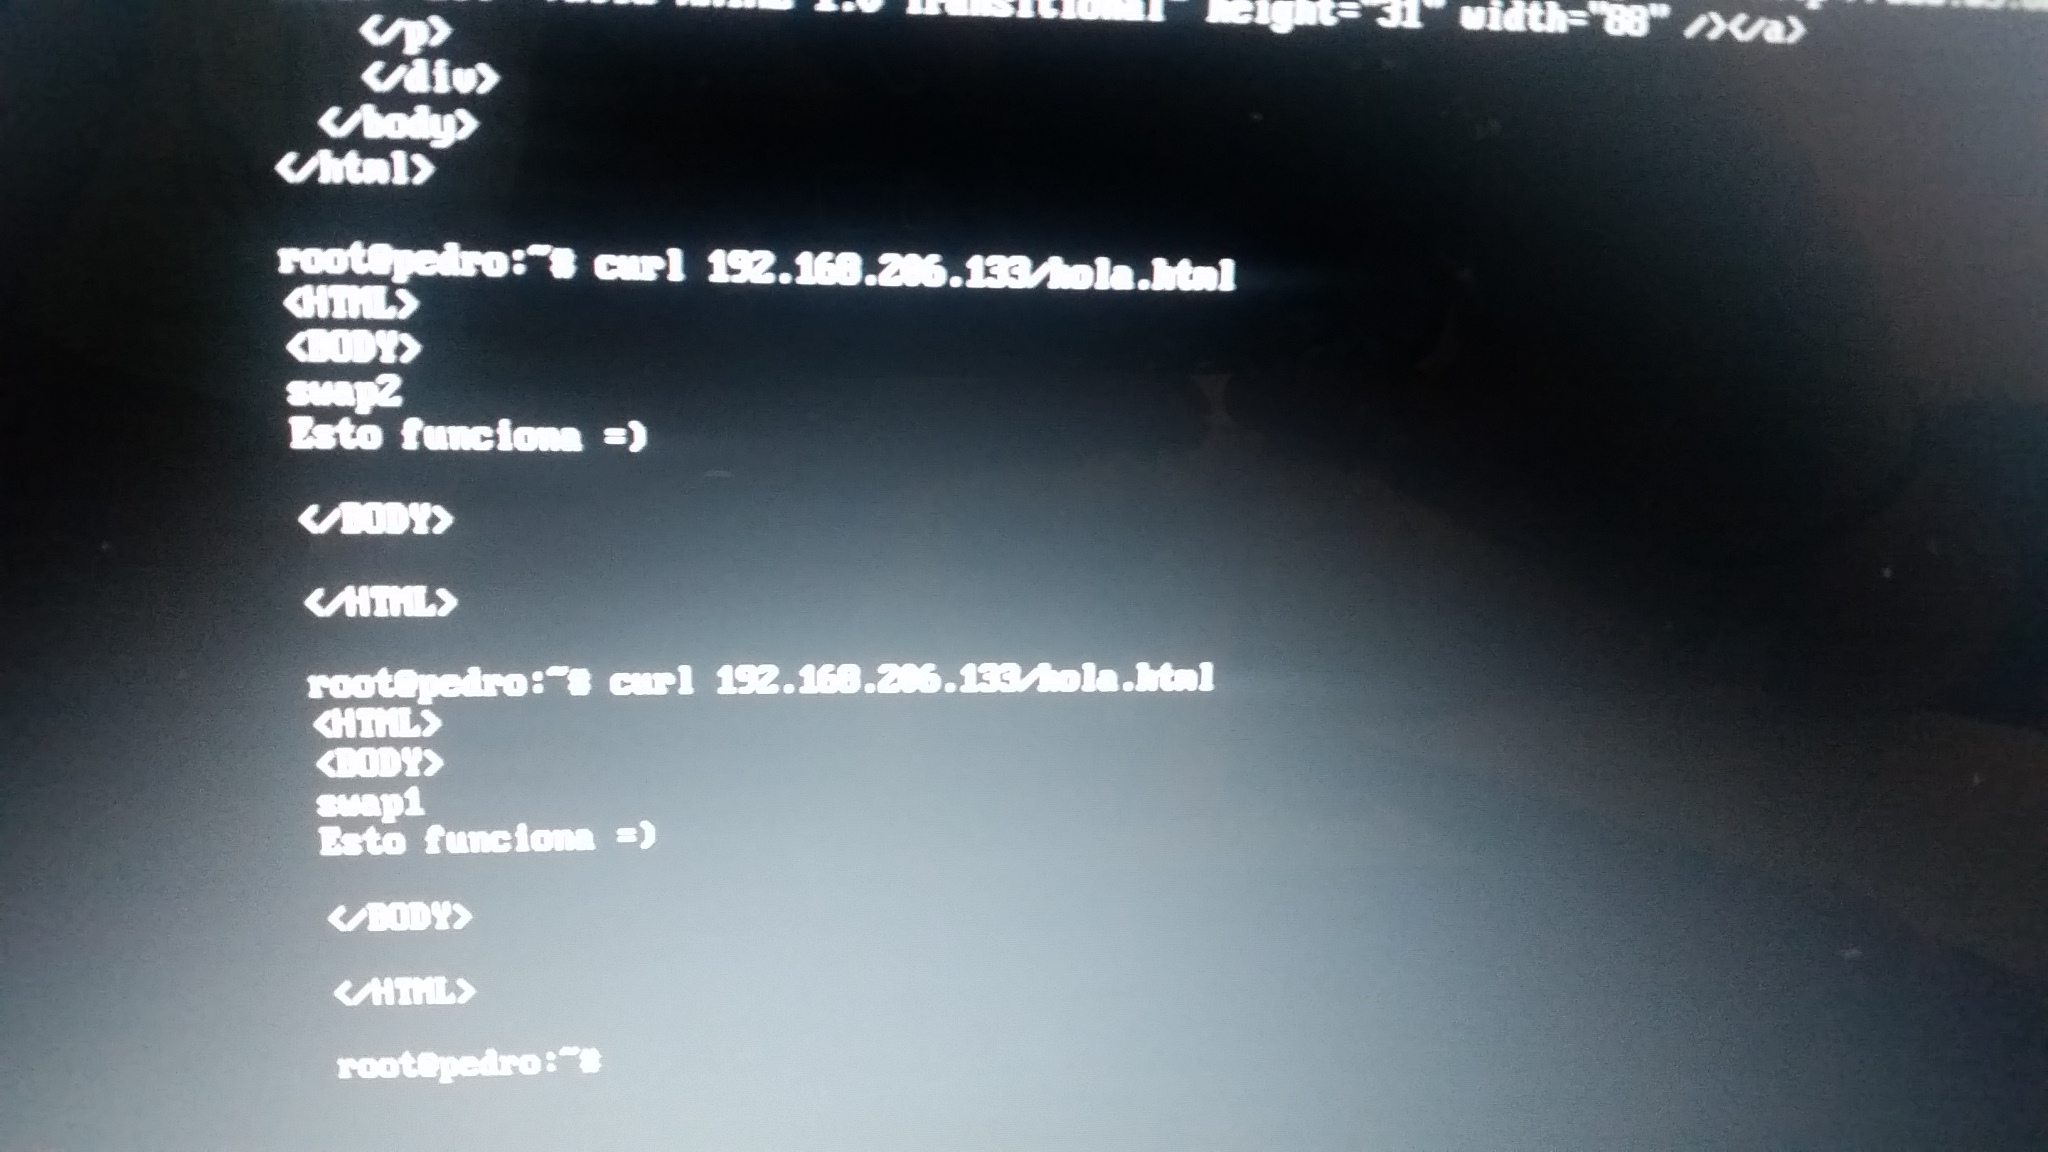 1.0 Transitional" height="31" width="88" /></a>
</p>
</div>
</body>
</html>
root@pedro:~# curl 192.168.206.133/hola.html
<HTML>
<BODY>
swap2
Esto funciona =)
</BODY>
</HTML>
root@pedro:~# curl 192.168.206.133/hola.html
<HTML>
<BODY>
swap1
Esto funciona =)
</BODY>
</HTML>
root@pedro:~#